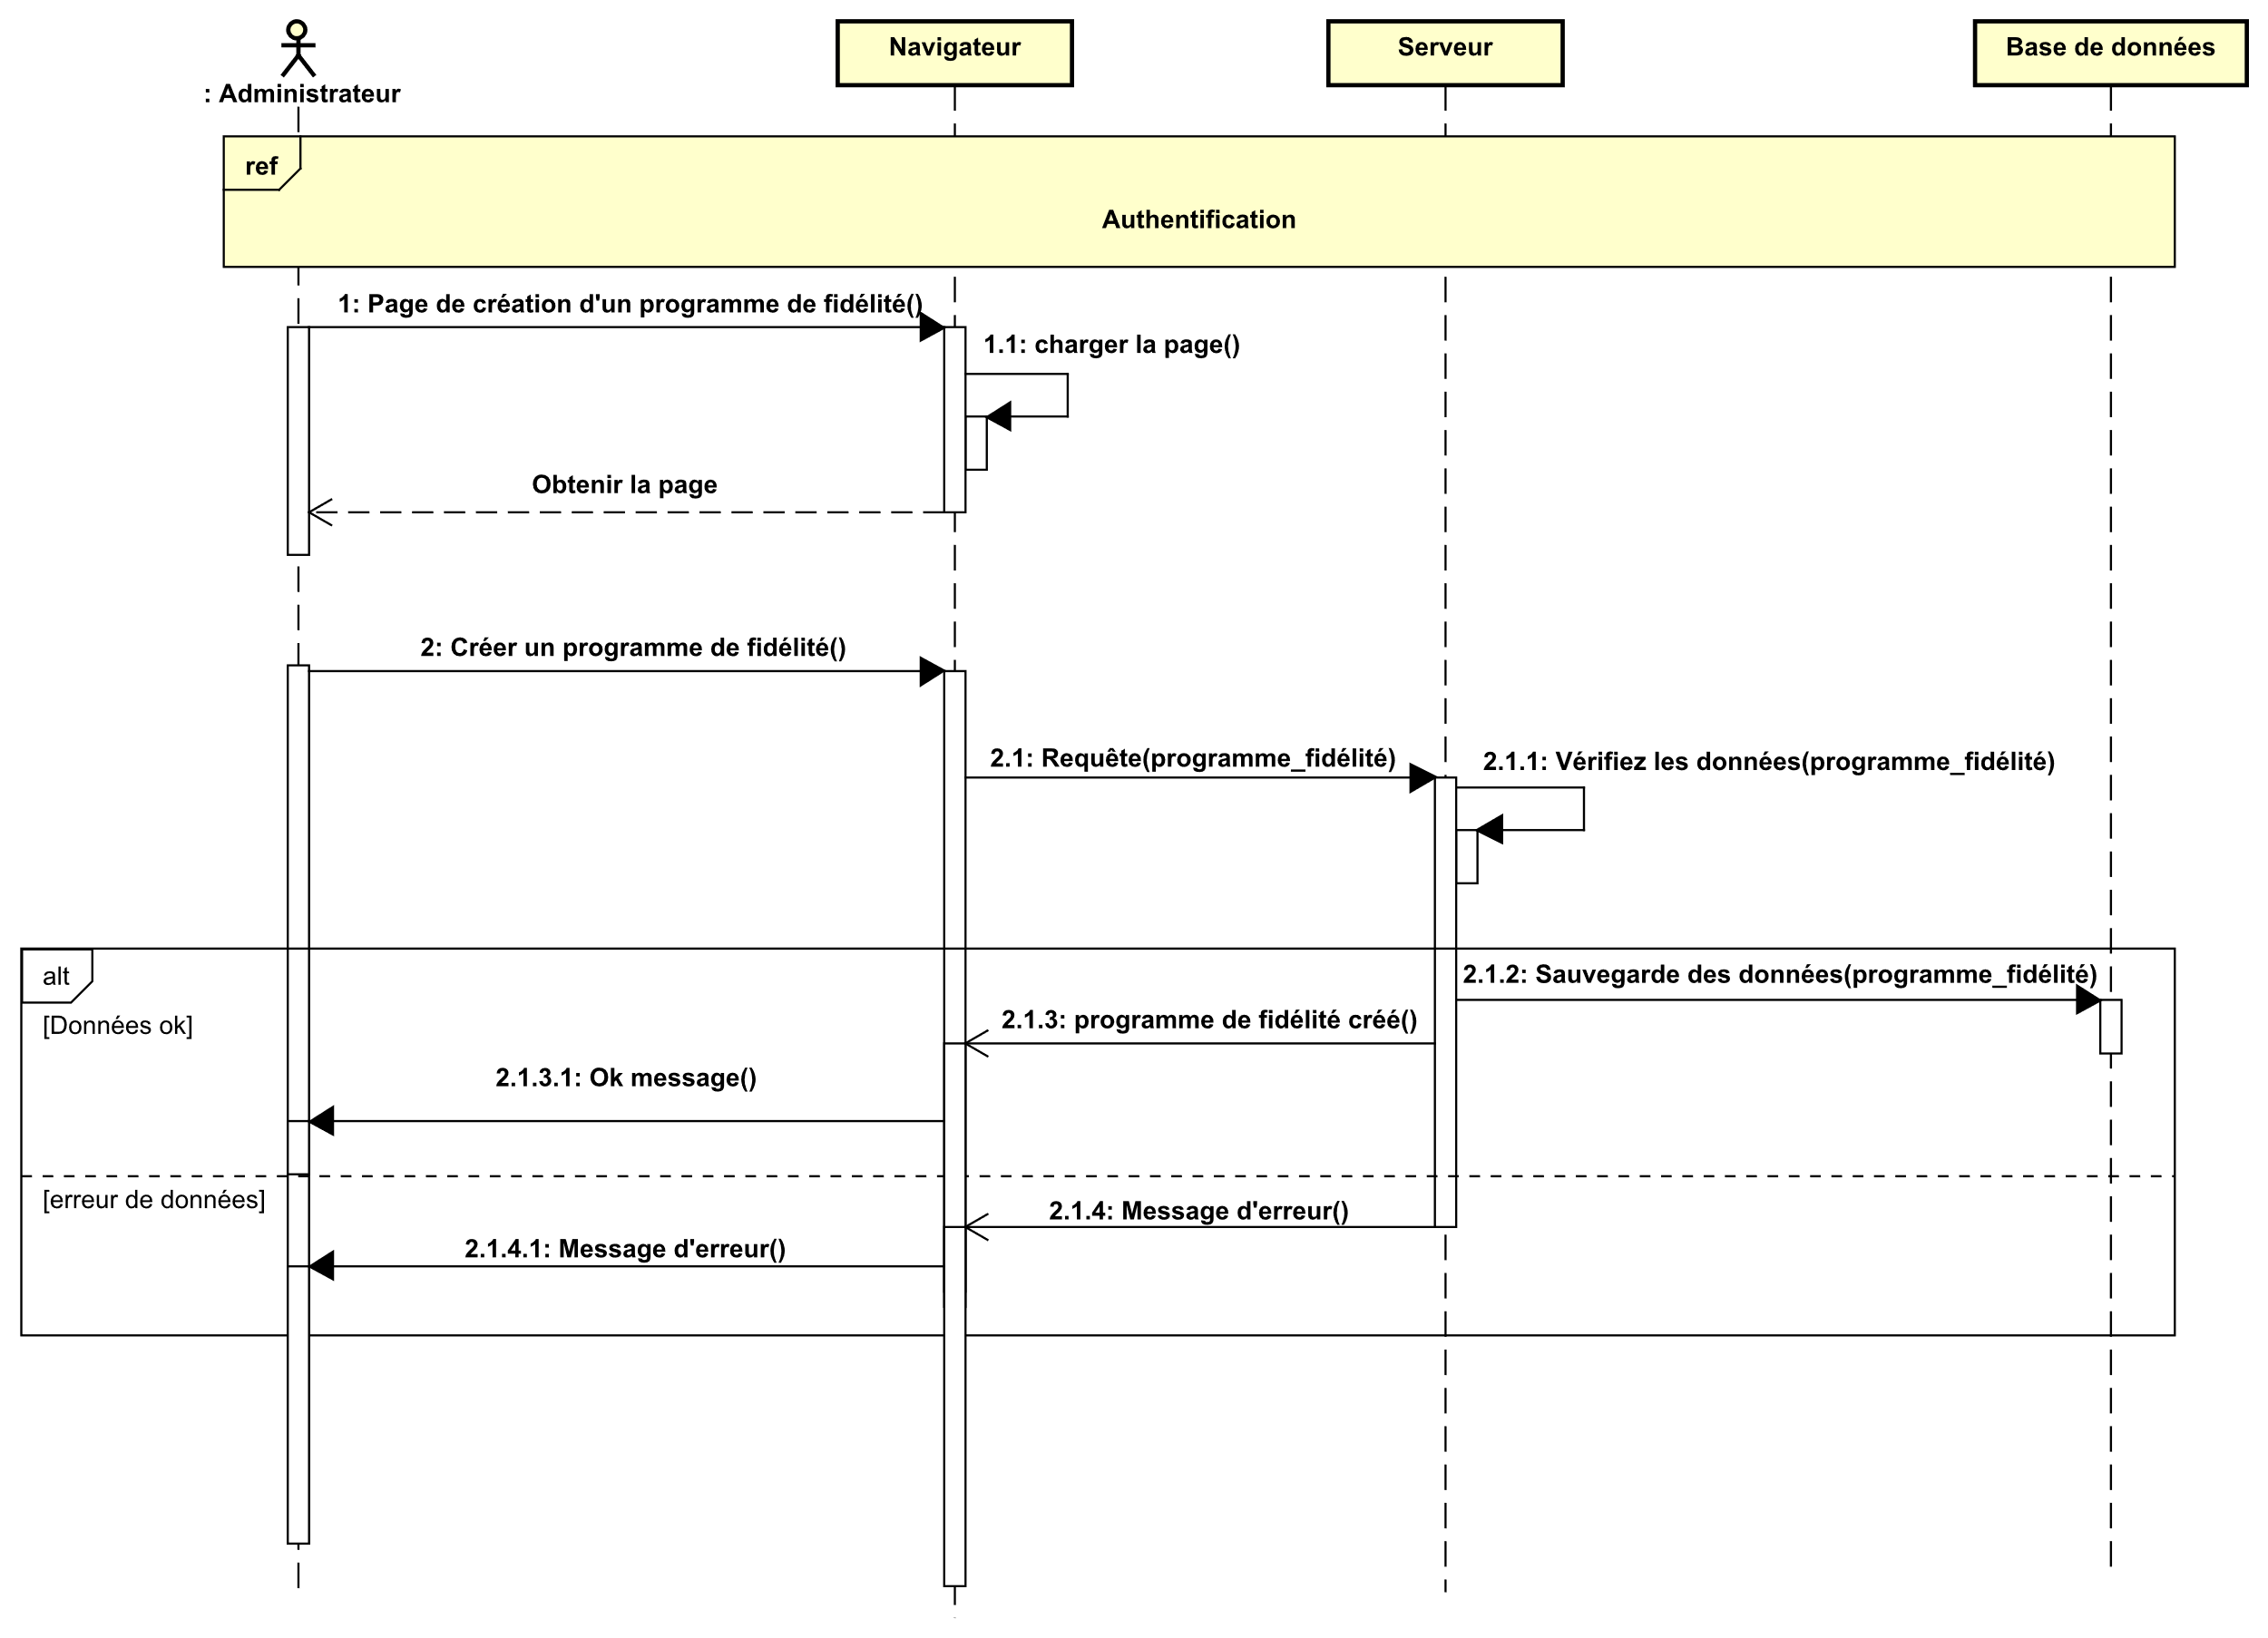 : Administrateur
Navigateur
Serveur
Base de données
ref
Authentification
1: Page de création d'un programme de fidélité()
1.1: charger la page()
Obtenir la page
2: Créer un programme de fidélité()
2.1: Requête(programme_fidélité)
2.1.1: Vérifiez les données(programme_fidélité)
alt
[Données ok]
2.1.2: Sauvegarde des données(programme_fidélité)
2.1.3: programme de fidélité créé()
2.1.3.1: Ok message()
[erreur de données]
2.1.4: Message d'erreur()
2.1.4.1: Message d'erreur()